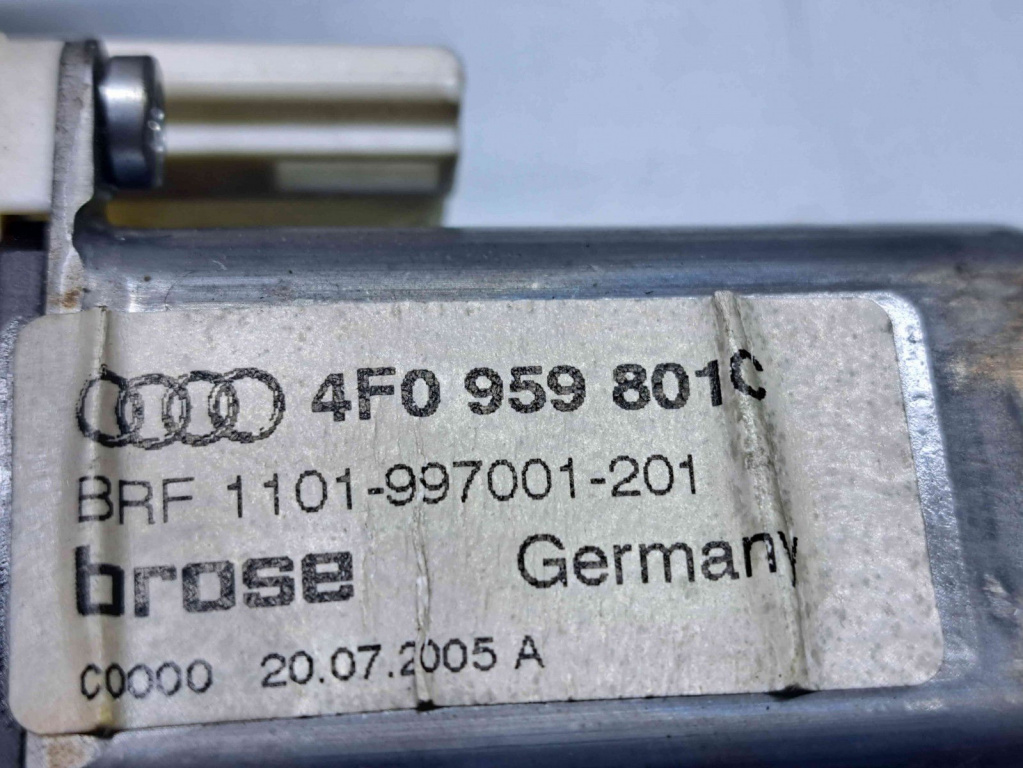 4F0 959 801C
BRF 1101-997001-201
brose Germany
C0000 20.07.2005 A